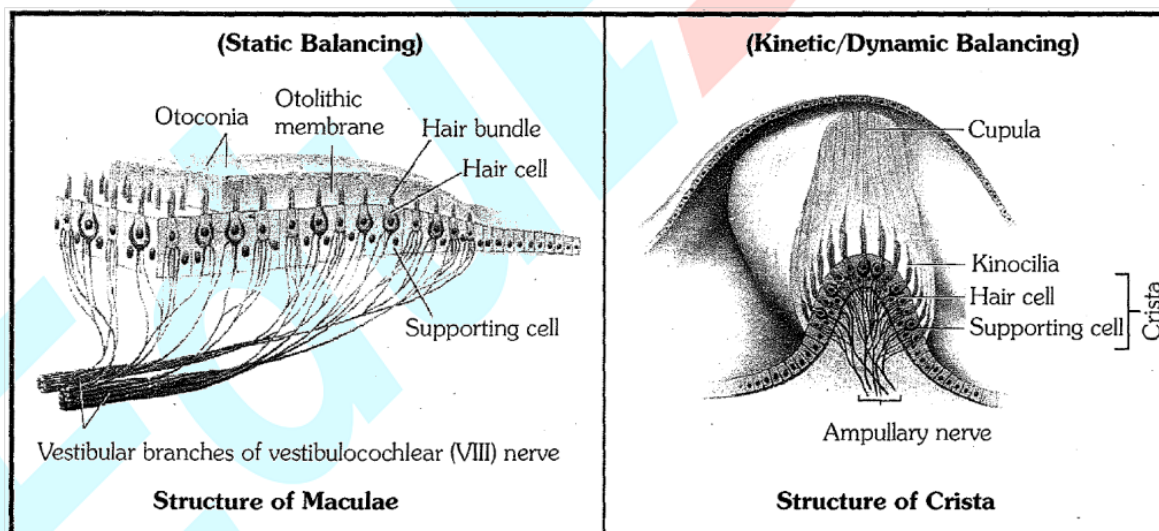 (Static Balancing)
Otoconia
Otolithic
membrane
Hair bundle
Hair cell
Supporting cell
Vestibular branches of vestibulocochlear (VIII) nerve
Structure of Maculae
(Kinetic/Dynamic Balancing)
Cupula
Kinocilia
Hair cell
Supporting cell
Crista
Ampullary nerve
Structure of Crista